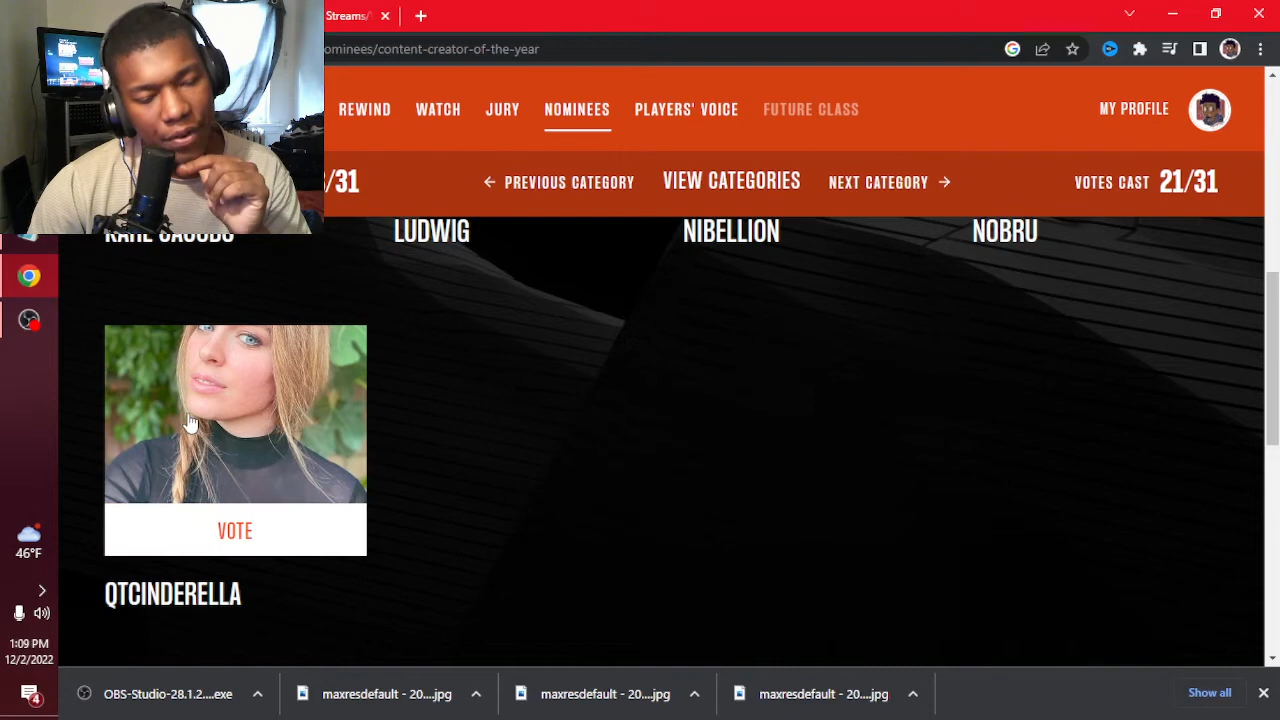 Streams/
ominees/content-creator-of-the-year
REWIND WATCH JURY NOMINEES PLAYERS' VOICE FUTURE CLASS MY PROFILE
/31 PREVIOUS CATEGORY VIEW CATEGORIES NEXT CATEGORY VOTES CAST 21/31
KARL JACOBS LUDWIG NIBELLION NOBRU
VOTE
QTCINDERELLA
46°F
1:09 PM
12/2/2022
4
OBS-Studio-28.1.2....exe maxresdefault - 20....jpg maxresdefault - 20....jpg maxresdefault - 20....jpg Show all